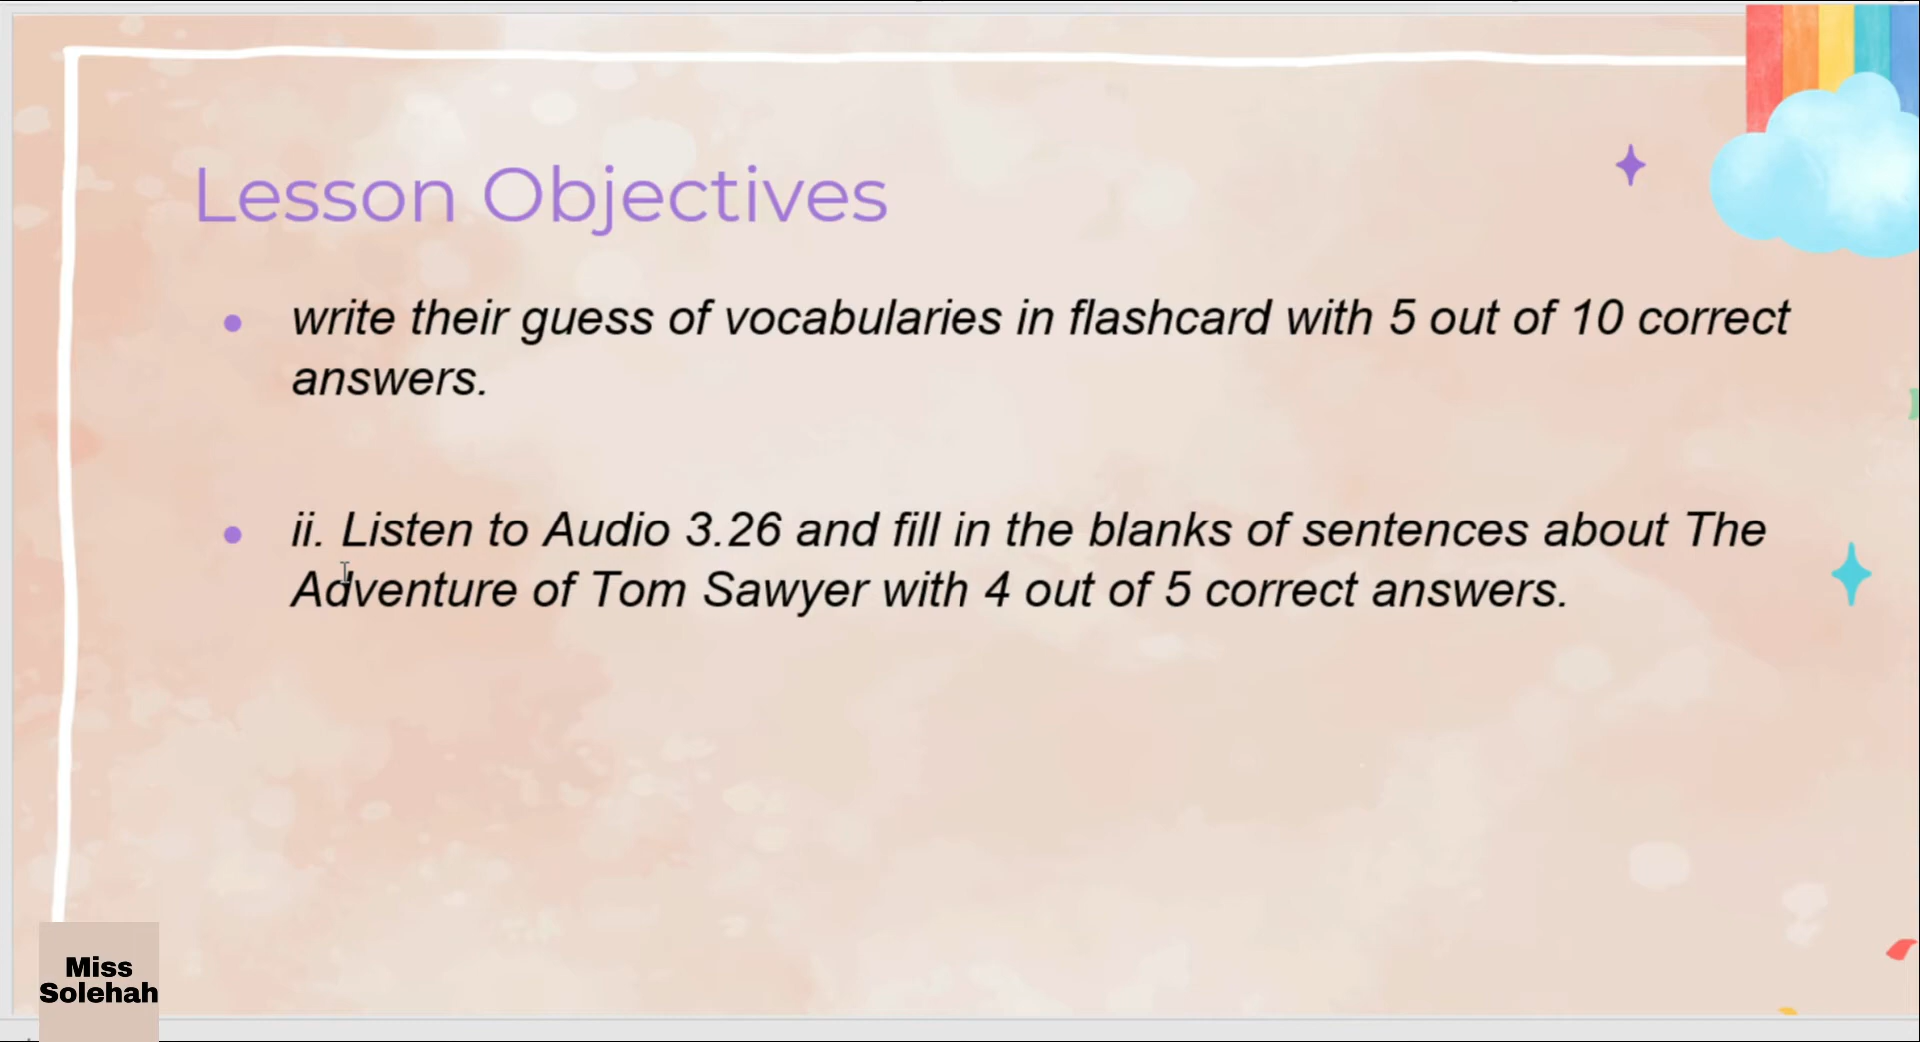 Lesson Objectives
write their guess of vocabularies in flashcard with 5 out of 10 correct
answers.
ii. Listen to Audio 3.26 and fill in the blanks of sentences about The
Adventure of Tom Sawyer with 4 out of 5 correct answers.
Miss
Solehah